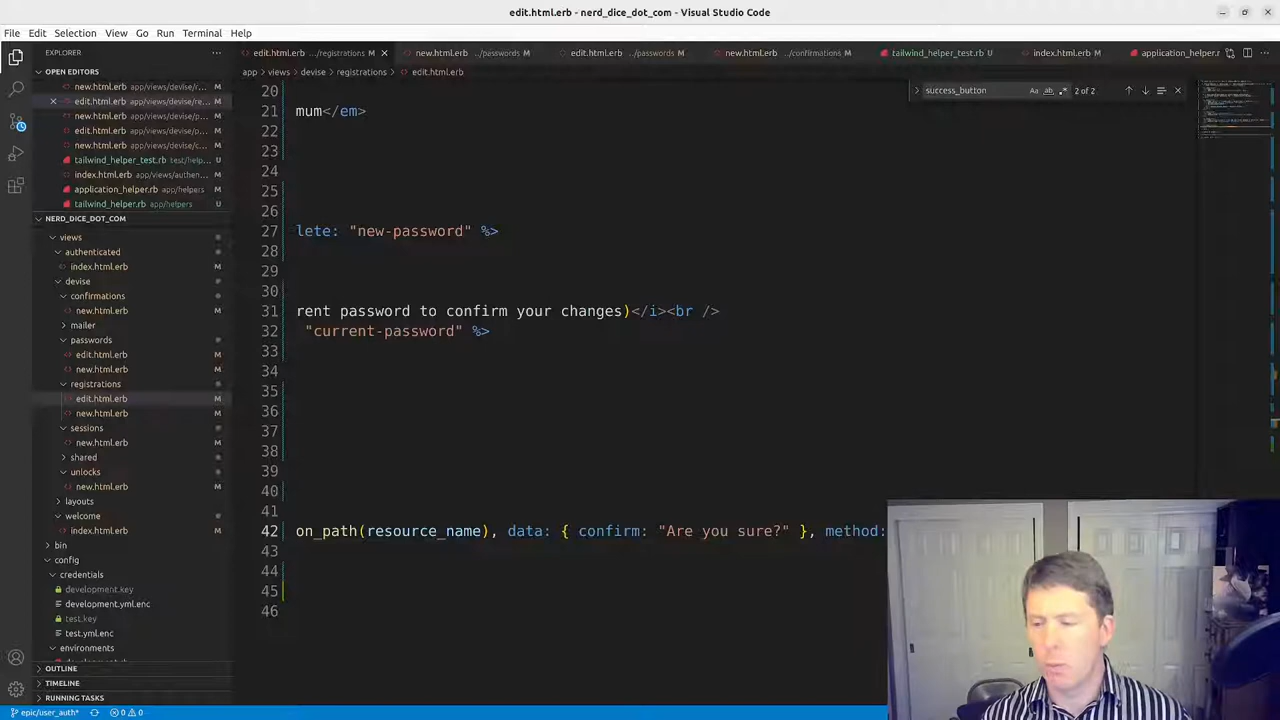 edit.html.erb - nerd_dice_dot_com - Visual Studio Code
File Edit Selection View Go Run Terminal Help
EXPLORER
edit.html.erb .../registrations
new.html.erb .../passwords M
edit.html.erb .../passwords M
new.html.erb .../confirmations M
tailwind_helper_test.rb U
index.html.erb M
application_helper.r
app > views > devise > registrations > edit.html.erb
OPEN EDITORS
new.html.erb app/views/devise/r... M
edit.html.erb app/views/devise/re... M
new.html.erb app/views/devise/p... M
edit.html.erb app/views/devise/p... M
new.html.erb app/views/devise/c... M
tailwind_helper_test.rb test/help... U
index.html.erb app/views/authen... M
application_helper.rb app/helpers M
tailwind_helper.rb app/helpers U
NERD_DICE_DOT_COM
views
authenticated
index.html.erb M
devise
confirmations
new.html.erb M
mailer
passwords
edit.html.erb M
new.html.erb M
registrations
edit.html.erb M
new.html.erb M
sessions
new.html.erb M
shared
unlocks
new.html.erb M
layouts
welcome
index.html.erb M
bin
config
credentials
development.key
development.yml.enc
test.key
test.yml.enc
environments
OUTLINE
TIMELINE
RUNNING TASKS
success_button Aa ab 2 of 2
20
21 mum</em>
22
23
24
25
26
27 lete: "new-password" %>
28
29
30
31 rent password to confirm your changes)</i><br />
32 "current-password" %>
33
34
35
36
37
38
39
40
41
42 on_path(resource_name), data: { confirm: "Are you sure?" }, method:
43
44
45
46
epic/user_auth* 0 0